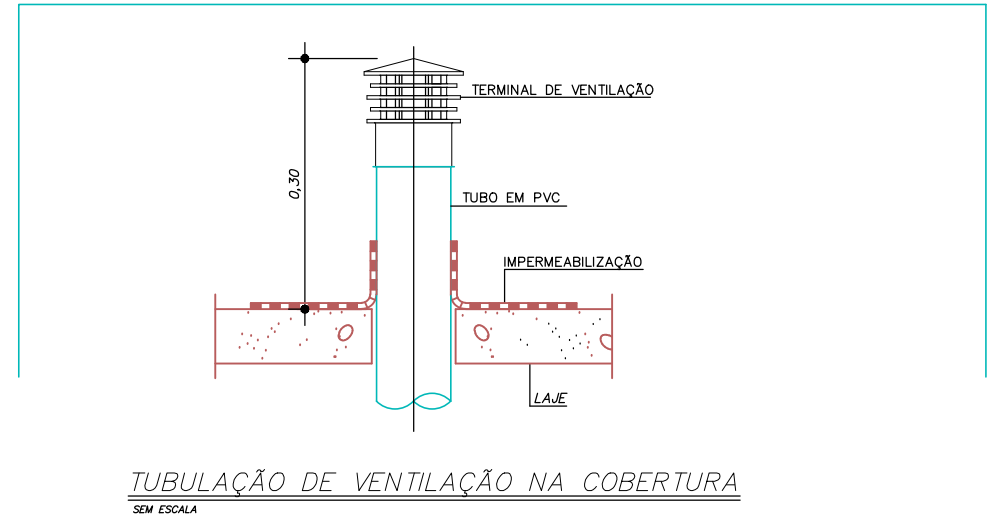 TERMINAL DE VENTILAÇÃO
0,30
TUBO EM PVC
IMPERMEABILIZAÇÃO
LAJE
TUBULAÇÃO DE VENTILAÇÃO NA COBERTURA
SEM ESCALA